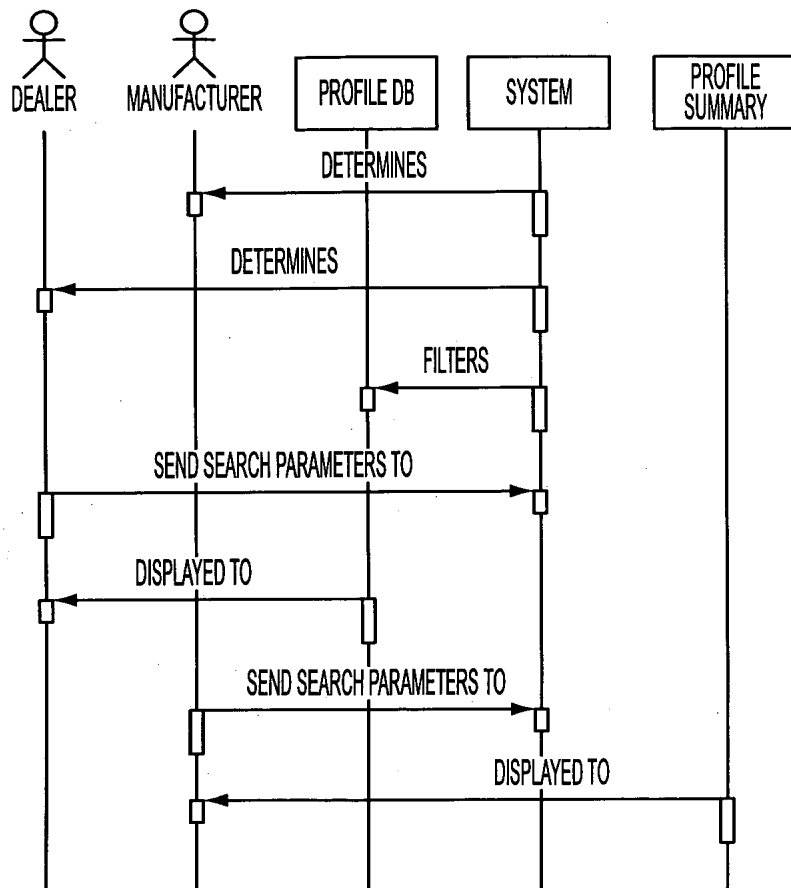 DEALER
MANUFACTURER
PROFILE DB
SYSTEM
PROFILE
SUMMARY
DETERMINES
DETERMINES
FILTERS
SEND SEARCH PARAMETERS TO
DISPLAYED TO
SEND SEARCH PARAMETERS TO
DISPLAYED TO